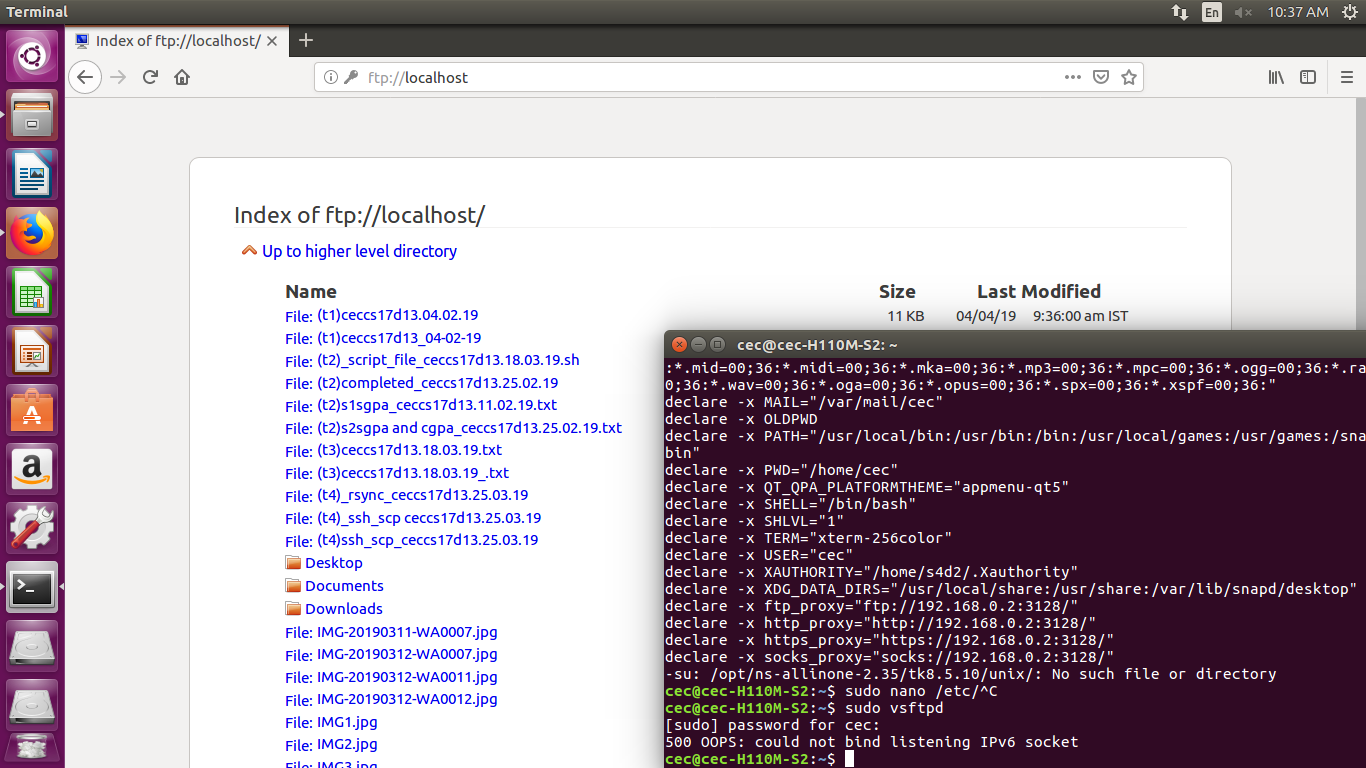 Terminal
En
10:37 AM
Index of ftp://localhost/
ftp://localhost
Index of ftp://localhost/
Up to higher level directory
Name Size Last Modified
File: (t1)ceccs17d13.04.02.19 11 KB 04/04/19 9:36:00 am IST
File: (t1)ceccs17d13_04-02-19
File: (t2)_script_file_ceccs17d13.18.03.19.sh
File: (t2)completed_ceccs17d13.25.02.19
File: (t2)s1sgpa_ceccs17d13.11.02.19.txt
File: (t2)s2sgpa and cgpa_ceccs17d13.25.02.19.txt
File: (t3)ceccs17d13.18.03.19.txt
File: (t3)ceccs17d13.18.03.19_.txt
File: (t4)_rsync_ceccs17d13.25.03.19
File: (t4)_ssh_scp ceccs17d13.25.03.19
File: (t4)ssh_scp_ceccs17d13.25.03.19
Desktop
Documents
Downloads
File: IMG-20190311-WA0007.jpg
File: IMG-20190312-WA0007.jpg
File: IMG-20190312-WA0011.jpg
File: IMG-20190312-WA0012.jpg
File: IMG1.jpg
File: IMG2.jpg
File: IMG3.jpg
cec@cec-H110M-S2: ~
:*.mid=00;36:*.midi=00;36:*.mka=00;36:*.mp3=00;36:*.mpc=00;36:*.ogg=00;36:*.ra
0;36:*.wav=00;36:*.oga=00;36:*.opus=00;36:*.spx=00;36:*.xspf=00;36:"
declare -x MAIL="/var/mail/cec"
declare -x OLDPWD
declare -x PATH="/usr/local/bin:/usr/bin:/bin:/usr/local/games:/usr/games:/sna
bin"
declare -x PWD="/home/cec"
declare -x QT_QPA_PLATFORMTHEME="appmenu-qt5"
declare -x SHELL="/bin/bash"
declare -x SHLVL="1"
declare -x TERM="xterm-256color"
declare -x USER="cec"
declare -x XAUTHORITY="/home/s4d2/.Xauthority"
declare -x XDG_DATA_DIRS="/usr/local/share:/usr/share:/var/lib/snapd/desktop"
declare -x ftp_proxy="ftp://192.168.0.2:3128/"
declare -x http_proxy="http://192.168.0.2:3128/"
declare -x https_proxy="https://192.168.0.2:3128/"
declare -x socks_proxy="socks://192.168.0.2:3128/"
-su: /opt/ns-allinone-2.35/tk8.5.10/unix/: No such file or directory
cec@cec-H110M-S2:~$ sudo nano /etc/^C
cec@cec-H110M-S2:~$ sudo vsftpd
[sudo] password for cec:
500 OOPS: could not bind listening IPv6 socket
cec@cec-H110M-S2:~$